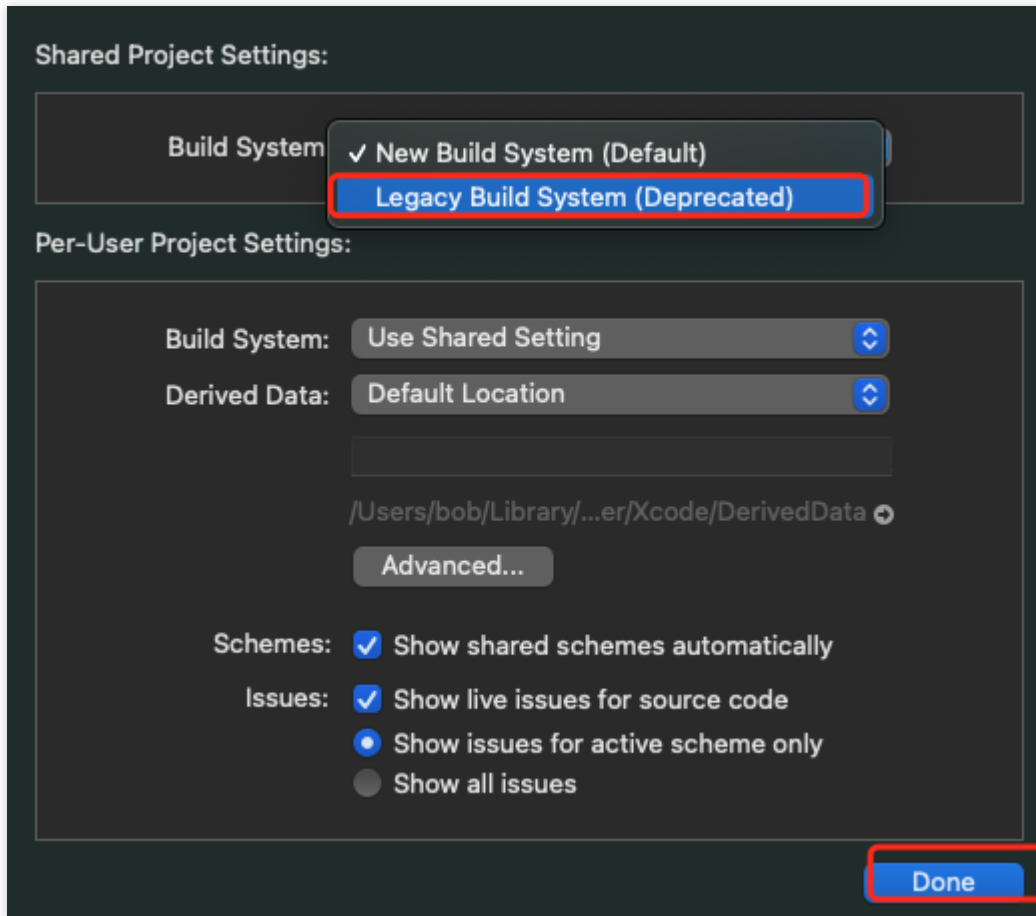 Shared Project Settings:
Build System
✓ New Build System (Default)
Legacy Build System (Deprecated)
Per-User Project Settings:
Build System: Use Shared Setting
Derived Data: Default Location
/Users/bob/Library/...er/Xcode/DerivedData
Advanced...
Schemes: Show shared schemes automatically
Issues: Show live issues for source code
Show issues for active scheme only
Show all issues
Done